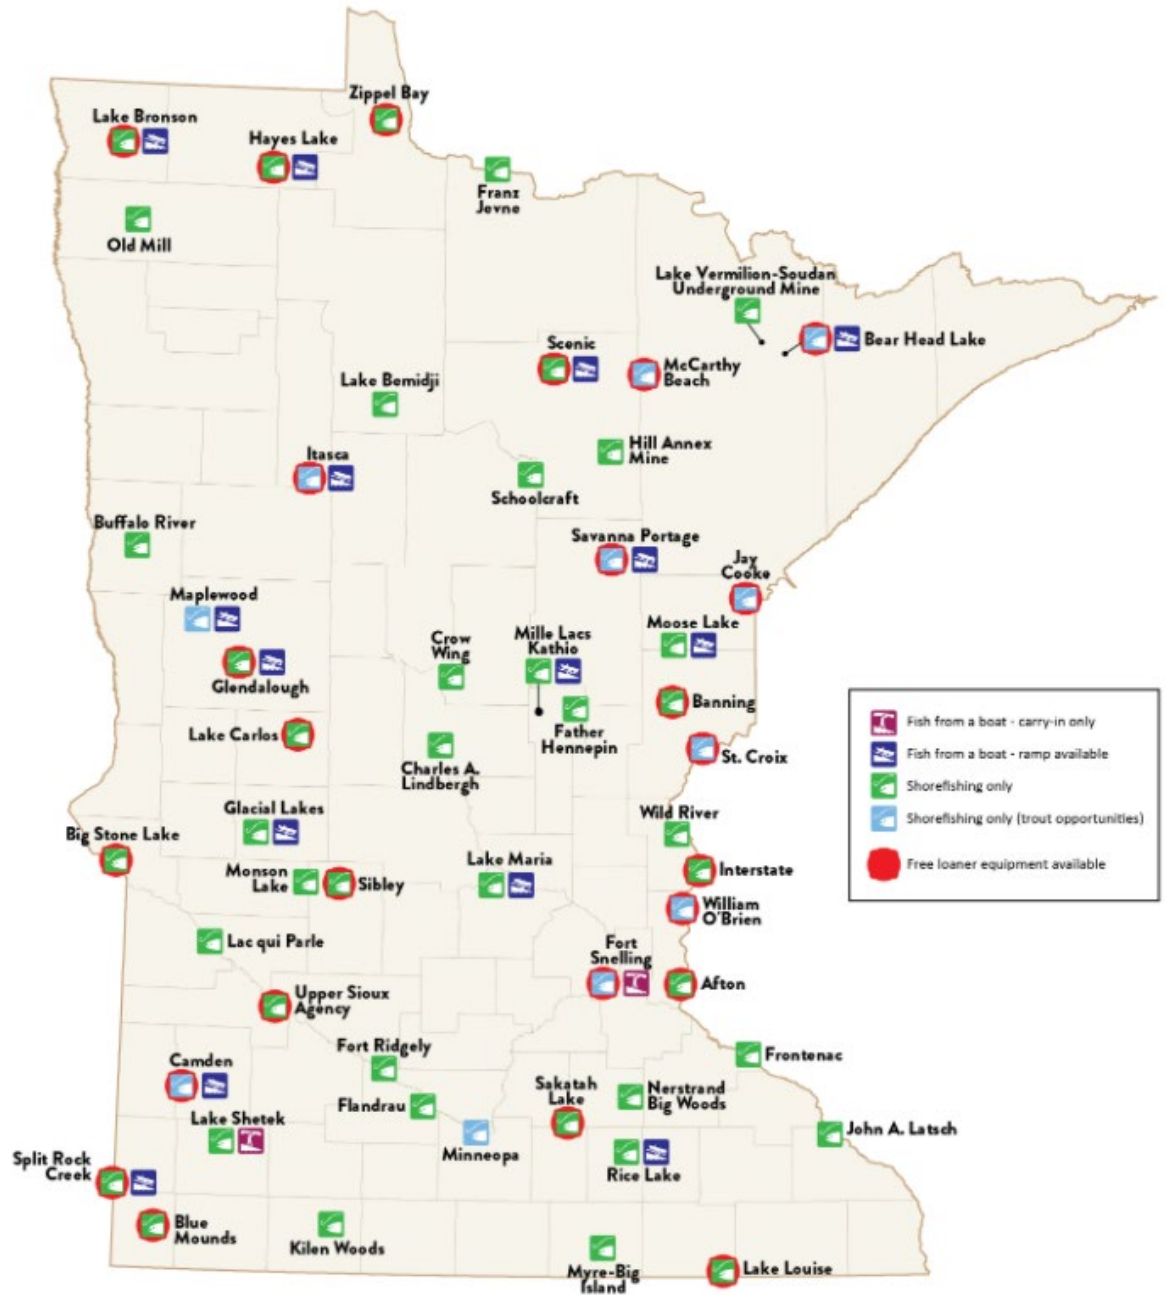 Zippel Bay
Lake Bronson
Hayes Lake
Franz
Jevne
Old Mill
Lake Vermilion-Soudan
Underground Mine
Bear Head Lake
Scenic
McCarthy
Beach
Lake Bemidji
Hill Annex
Mine
Itasca
Schoolcraft
Buffalo River
Savanna Portage
Jay
Cooke
Maplewood
Moose Lake
Crow
Wing
Mille Lacs
Kathio
Glendalough
Banning
Lake Carlos
Father
Hennepin
St. Croix
Charles A.
Lindbergh
Fish from a boat - carry-in only
Fish from a boat - ramp available
Shorefishing only
Shorefishing only (trout opportunities)
Free loaner equipment available
Glacial Lakes
Wild River
Big Stone Lake
Lake Maria
Interstate
Monson
Lake
Sibley
William
O'Brien
Lac qui Parle
Fort
Snelling
Afton
Upper Sioux
Agency
Fort Ridgely
Frontenac
Camden
Sakatah
Lake
Nerstrand
Big Woods
Flandrau
Lake Shetek
John A. Latsch
Minneopa
Split Rock
Creek
Rice Lake
Blue
Mounds
Kilen Woods
Myre-Big
Island
Lake Louise